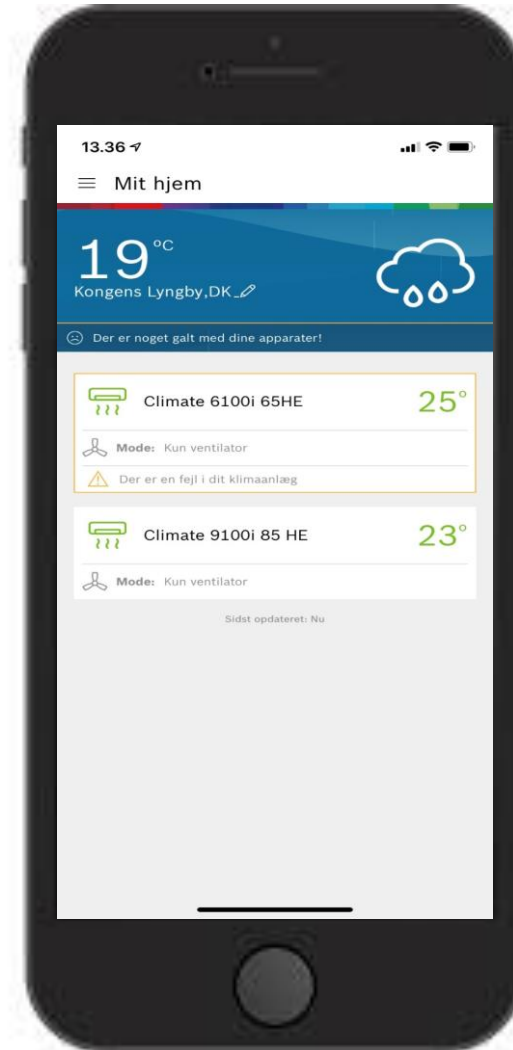 13.36
Mit hjem
19 °C
Kongens Lyngby,DK
Der er noget galt med dine apparater!
Climate 6100i 65HE 25°
Mode: Kun ventilator
Der er en fejl i dit klimaanlæg
Climate 9100i 85 HE 23°
Mode: Kun ventilator
Sidst opdateret: Nu